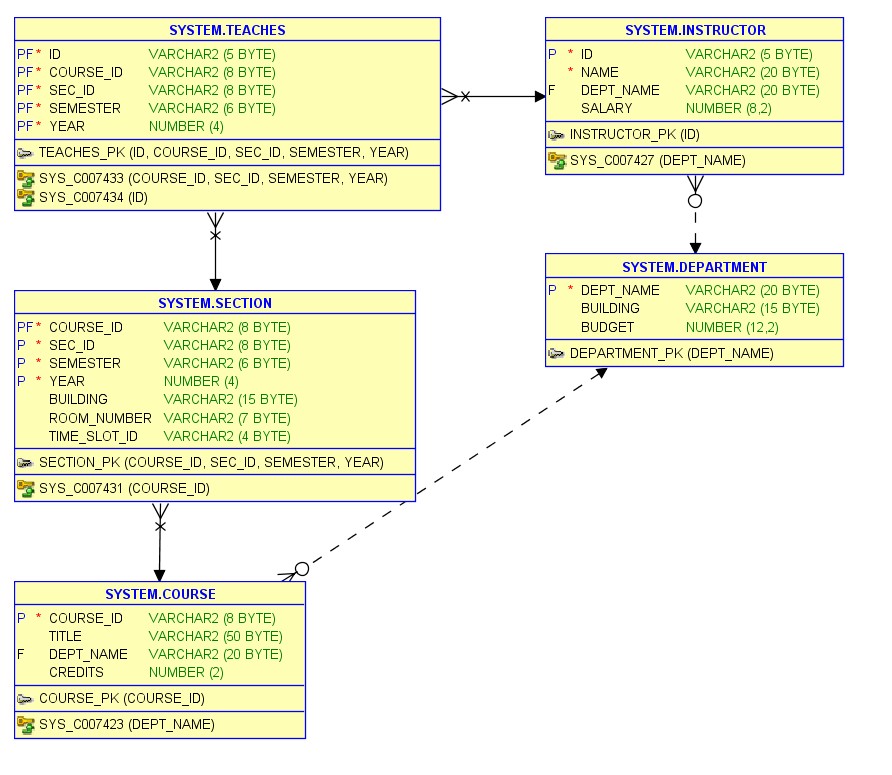 SYSTEM.TEACHES
PF* ID VARCHAR2 (5 BYTE)
PF* COURSE_ID VARCHAR2 (8 BYTE)
PF* SEC_ID VARCHAR2 (8 BYTE)
PF* SEMESTER VARCHAR2 (6 BYTE)
PF* YEAR NUMBER (4)
TEACHES_PK (ID, COURSE_ID, SEC_ID, SEMESTER, YEAR)
SYS_C007433 (COURSE_ID, SEC_ID, SEMESTER, YEAR)
SYS_C007434 (ID)
SYSTEM.INSTRUCTOR
P * ID VARCHAR2 (5 BYTE)
* NAME VARCHAR2 (20 BYTE)
F DEPT_NAME VARCHAR2 (20 BYTE)
SALARY NUMBER (8,2)
INSTRUCTOR_PK (ID)
SYS_C007427 (DEPT_NAME)
SYSTEM.DEPARTMENT
P * DEPT_NAME VARCHAR2 (20 BYTE)
BUILDING VARCHAR2 (15 BYTE)
BUDGET NUMBER (12,2)
DEPARTMENT_PK (DEPT_NAME)
SYSTEM.SECTION
PF* COURSE_ID VARCHAR2 (8 BYTE)
P * SEC_ID VARCHAR2 (8 BYTE)
P * SEMESTER VARCHAR2 (6 BYTE)
P * YEAR NUMBER (4)
BUILDING VARCHAR2 (15 BYTE)
ROOM_NUMBER VARCHAR2 (7 BYTE)
TIME_SLOT_ID VARCHAR2 (4 BYTE)
SECTION_PK (COURSE_ID, SEC_ID, SEMESTER, YEAR)
SYS_C007431 (COURSE_ID)
SYSTEM.COURSE
P * COURSE_ID VARCHAR2 (8 BYTE)
TITLE VARCHAR2 (50 BYTE)
F DEPT_NAME VARCHAR2 (20 BYTE)
CREDITS NUMBER (2)
COURSE_PK (COURSE_ID)
SYS_C007423 (DEPT_NAME)